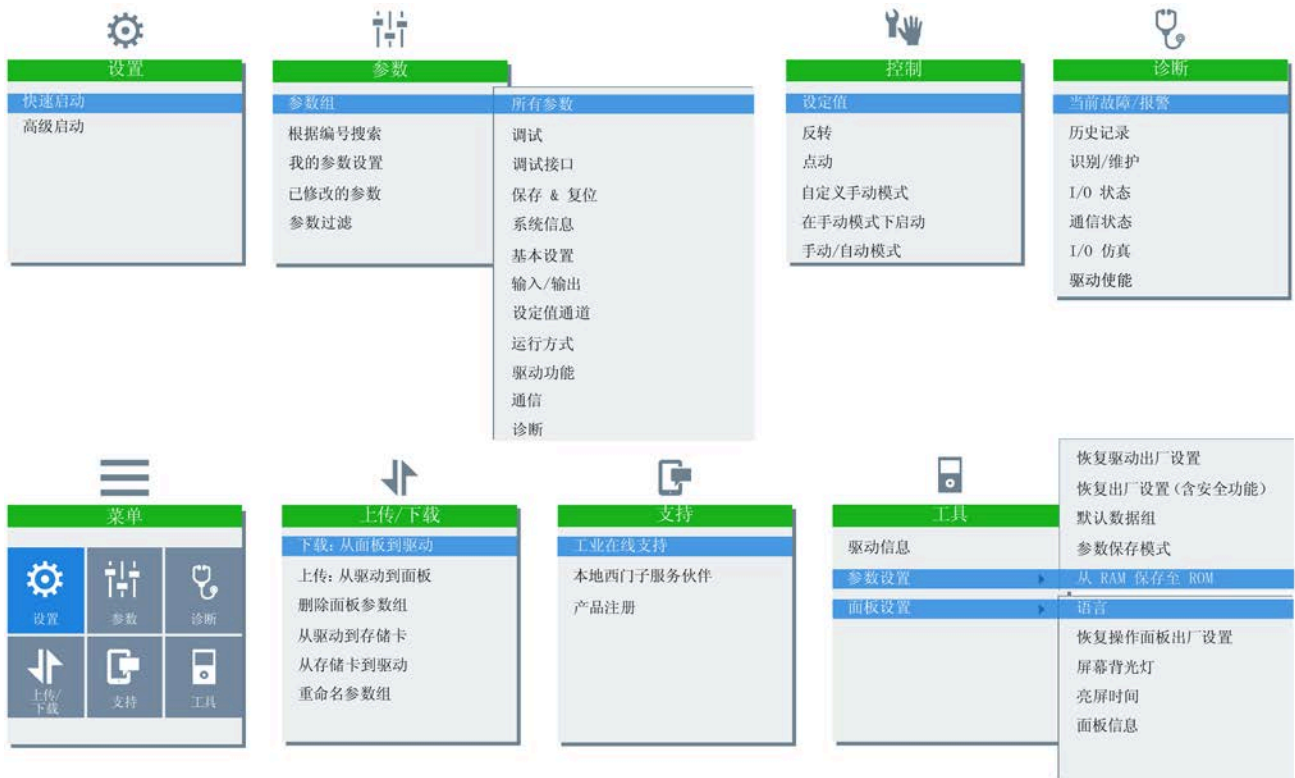 设置
快速启动
高级启动
参数
参数组
根据编号搜索
我的参数设置
已修改的参数
参数过滤
所有参数
调试
调试接口
保存 & 复位
系统信息
基本设置
输入/输出
设定值通道
运行方式
驱动功能
通信
诊断
控制
设定值
反转
点动
自定义手动模式
在手动模式下启动
手动/自动模式
诊断
当前故障/报警
历史记录
识别/维护
I/O 状态
通信状态
I/O 仿真
驱动使能
菜单
设置
参数
诊断
上传/
下载
支持
工具
上传/下载
下载: 从面板到驱动
上传: 从驱动到面板
删除面板参数组
从驱动到存储卡
从存储卡到驱动
重命名参数组
支持
工业在线支持
本地西门子服务伙伴
产品注册
工具
驱动信息
参数设置
面板设置
恢复驱动出厂设置
恢复出厂设置(含安全功能)
默认数据组
参数保存模式
从 RAM 保存至 ROM
语言
恢复操作面板出厂设置
屏幕背光灯
亮屏时间
面板信息